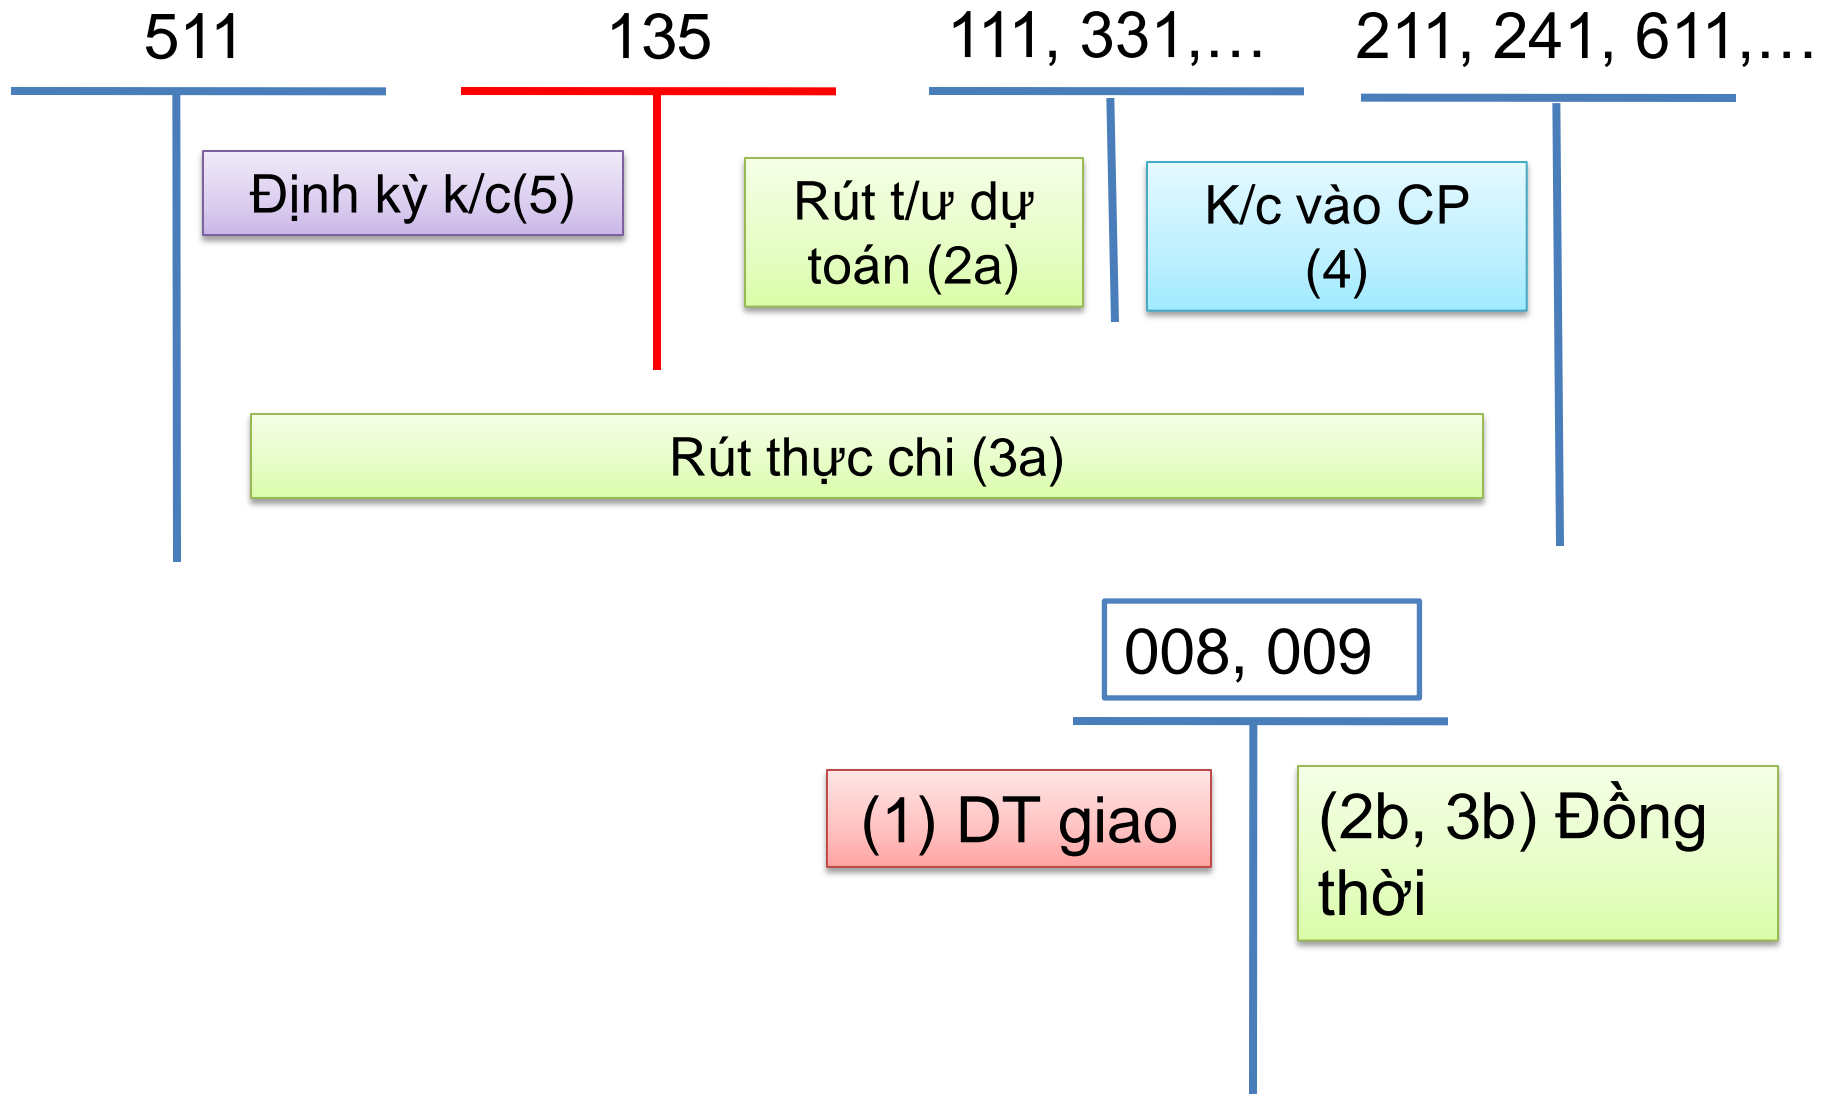 511
135
111, 331,…
211, 241, 611,…
Định kỳ k/c(5)
Rút t/ư dự
toán (2a)
K/c vào CP
(4)
Rút thực chi (3a)
008, 009
(1) DT giao
(2b, 3b) Đồng
thời